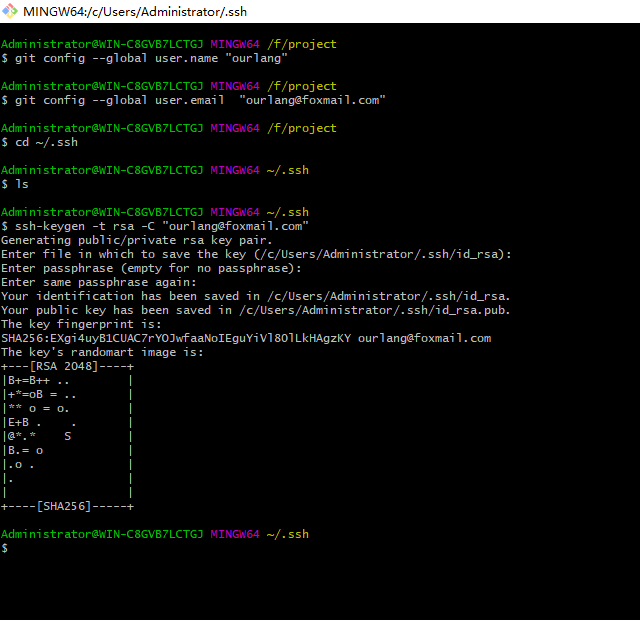 MINGW64:/c/Users/Administrator/.ssh
Administrator@WIN-C8GVB7LCTGJ MINGW64 /f/project
$ git config --global user.name "ourlang"
Administrator@WIN-C8GVB7LCTGJ MINGW64 /f/project
$ git config --global user.email  "ourlang@foxmail.com"
Administrator@WIN-C8GVB7LCTGJ MINGW64 /f/project
$ cd ~/.ssh
Administrator@WIN-C8GVB7LCTGJ MINGW64 ~/.ssh
$ ls
Administrator@WIN-C8GVB7LCTGJ MINGW64 ~/.ssh
$ ssh-keygen -t rsa -C "ourlang@foxmail.com"
Generating public/private rsa key pair.
Enter file in which to save the key (/c/Users/Administrator/.ssh/id_rsa):
Enter passphrase (empty for no passphrase):
Enter same passphrase again:
Your identification has been saved in /c/Users/Administrator/.ssh/id_rsa.
Your public key has been saved in /c/Users/Administrator/.ssh/id_rsa.pub.
The key fingerprint is:
SHA256:EXgi4uyB1CUAC7rYOJwfaaNoIEguYiVl8OlLkHAgzKY ourlang@foxmail.com
The key's randomart image is:
+---[RSA 2048]----+
|B+=B++ ..        |
|+*=oB = ..       |
|** o = o.        |
|E+B .    .       |
|@*.*    S        |
|B.= o            |
|.o .             |
|.                |
|                 |
+----[SHA256]-----+
Administrator@WIN-C8GVB7LCTGJ MINGW64 ~/.ssh
$